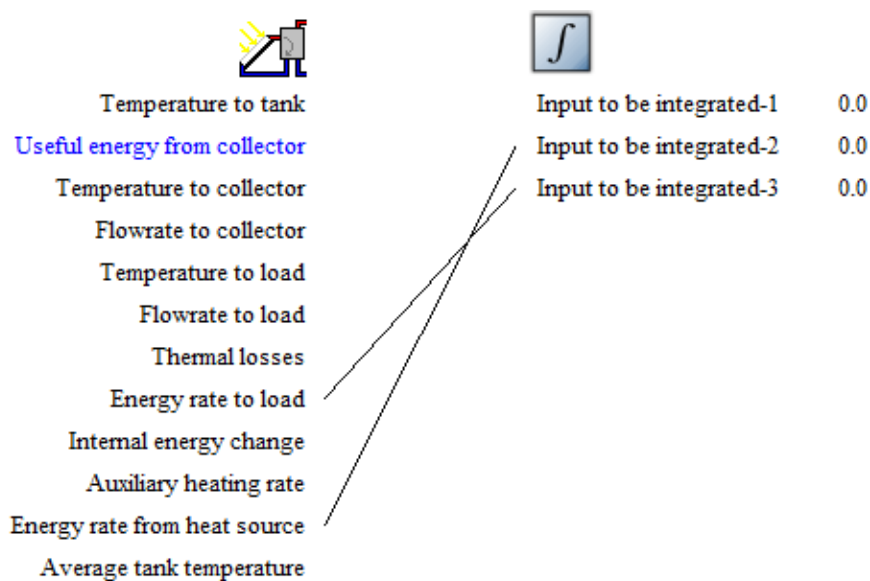 ∫
Temperature to tank
Input to be integrated-1 0.0
Useful energy from collector
Input to be integrated-2 0.0
Temperature to collector
Input to be integrated-3 0.0
Flowrate to collector
Temperature to load
Flowrate to load
Thermal losses
Energy rate to load
Internal energy change
Auxiliary heating rate
Energy rate from heat source
Average tank temperature